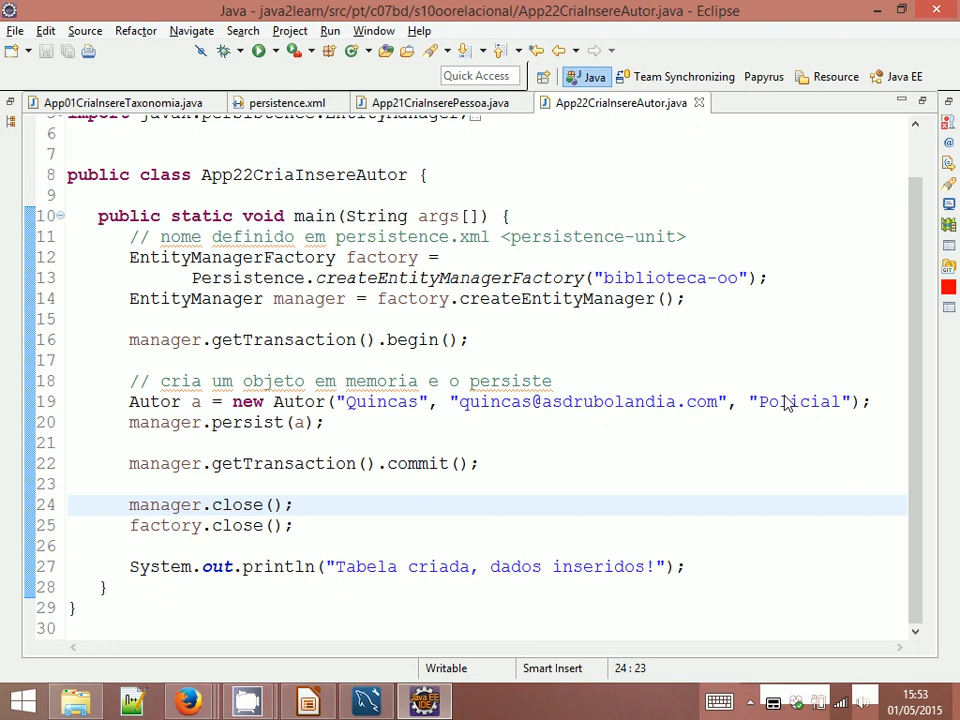 Java - java2learn/src/pt/c07bd/s10oorelacional/App22CriaInsereAutor.java - Eclipse
File Edit Source Refactor Navigate Search Project Run Window Help
Quick Access
Java
Team Synchronizing
Papyrus
Resource
Java EE
App01CriaInsereTaxonomia.java
persistence.xml
App21CriaInserePessoa.java
App22CriaInsereAutor.java
import javax.persistence.EntityManager;
6
7
8 public class App22CriaInsereAutor {
9
10 public static void main(String args[]) {
11 // nome definido em persistence.xml <persistence-unit>
12 EntityManagerFactory factory =
13 Persistence.createEntityManagerFactory("biblioteca-oo");
14 EntityManager manager = factory.createEntityManager();
15
16 manager.getTransaction().begin();
17
18 // cria um objeto em memoria e o persiste
19 Autor a = new Autor("Quincas", "quincas@asdrubolandia.com", "Policial");
20 manager.persist(a);
21
22 manager.getTransaction().commit();
23
24 manager.close();
25 factory.close();
26
27 System.out.println("Tabela criada, dados inseridos!");
28 }
29 }
30
Writable
Smart Insert
24 : 23
15:53
01/05/2015